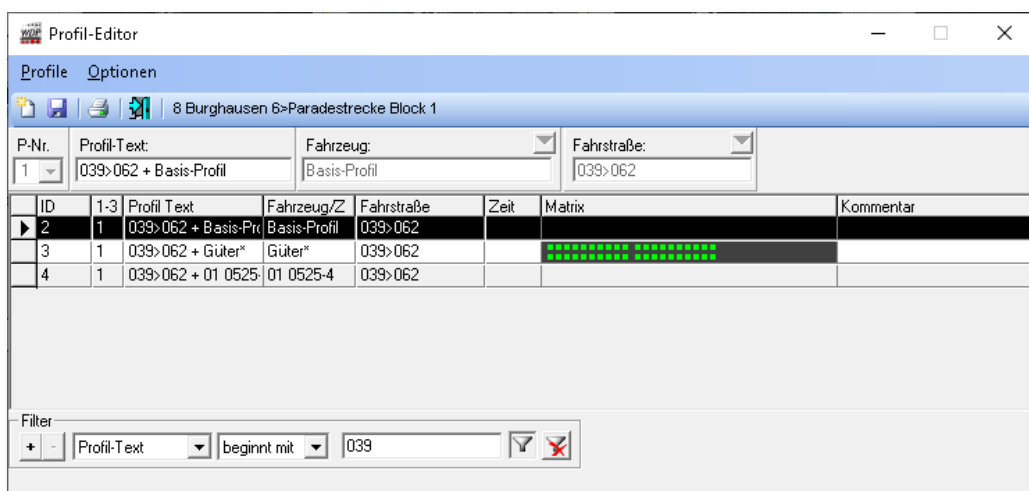 WDP Profil-Editor
Profile Optionen
8 Burghausen 6>Paradestrecke Block 1
P-Nr. Profil-Text: Fahrzeug: Fahrstraße:
1 039>062 + Basis-Profil Basis-Profil 039>062
ID 1-3 Profil Text Fahrzeug/Z Fahrstraße Zeit Matrix Kommentar
2 1 039>062 + Basis-Pro Basis-Profil 039>062
3 1 039>062 + Güter* Güter* 039>062
4 1 039>062 + 01 0525- 01 0525-4 039>062
Filter
+ - Profil-Text beginnt mit 039